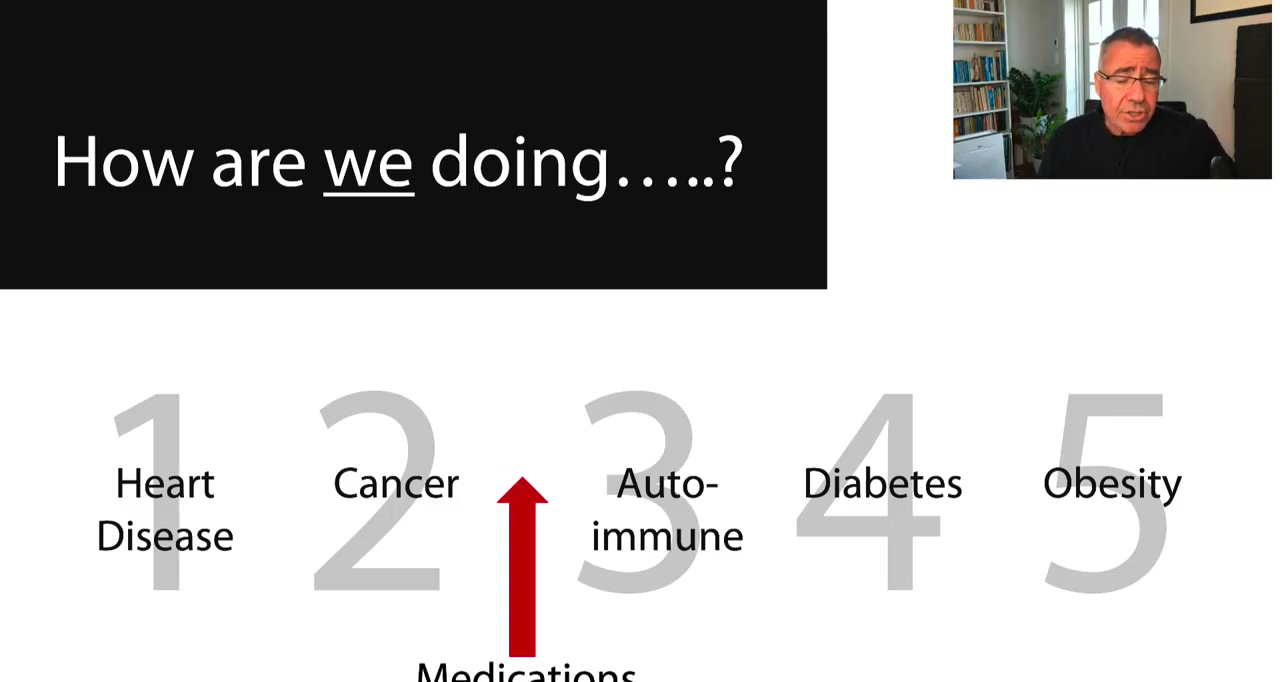 How are we doing…..?
1 2 3 4 5
Heart Disease
Cancer
Auto-immune
Diabetes
Obesity
Medications